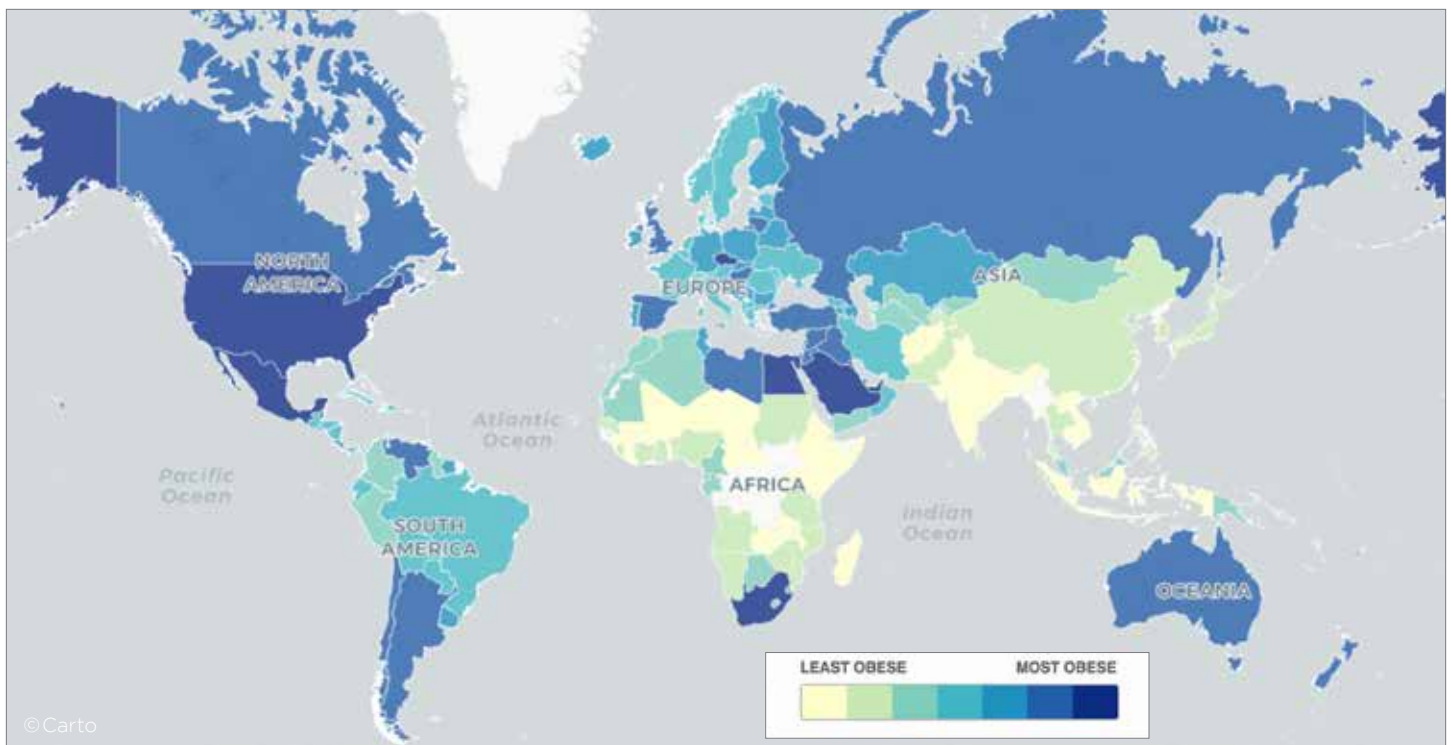 NORTH
AMERICA
EUROPE
ASIA
Atlantic
Ocean
Pacific
Ocean
AFRICA
SOUTH
AMERICA
Indian
Ocean
OCEANIA
LEAST OBESE MOST OBESE
©Carto